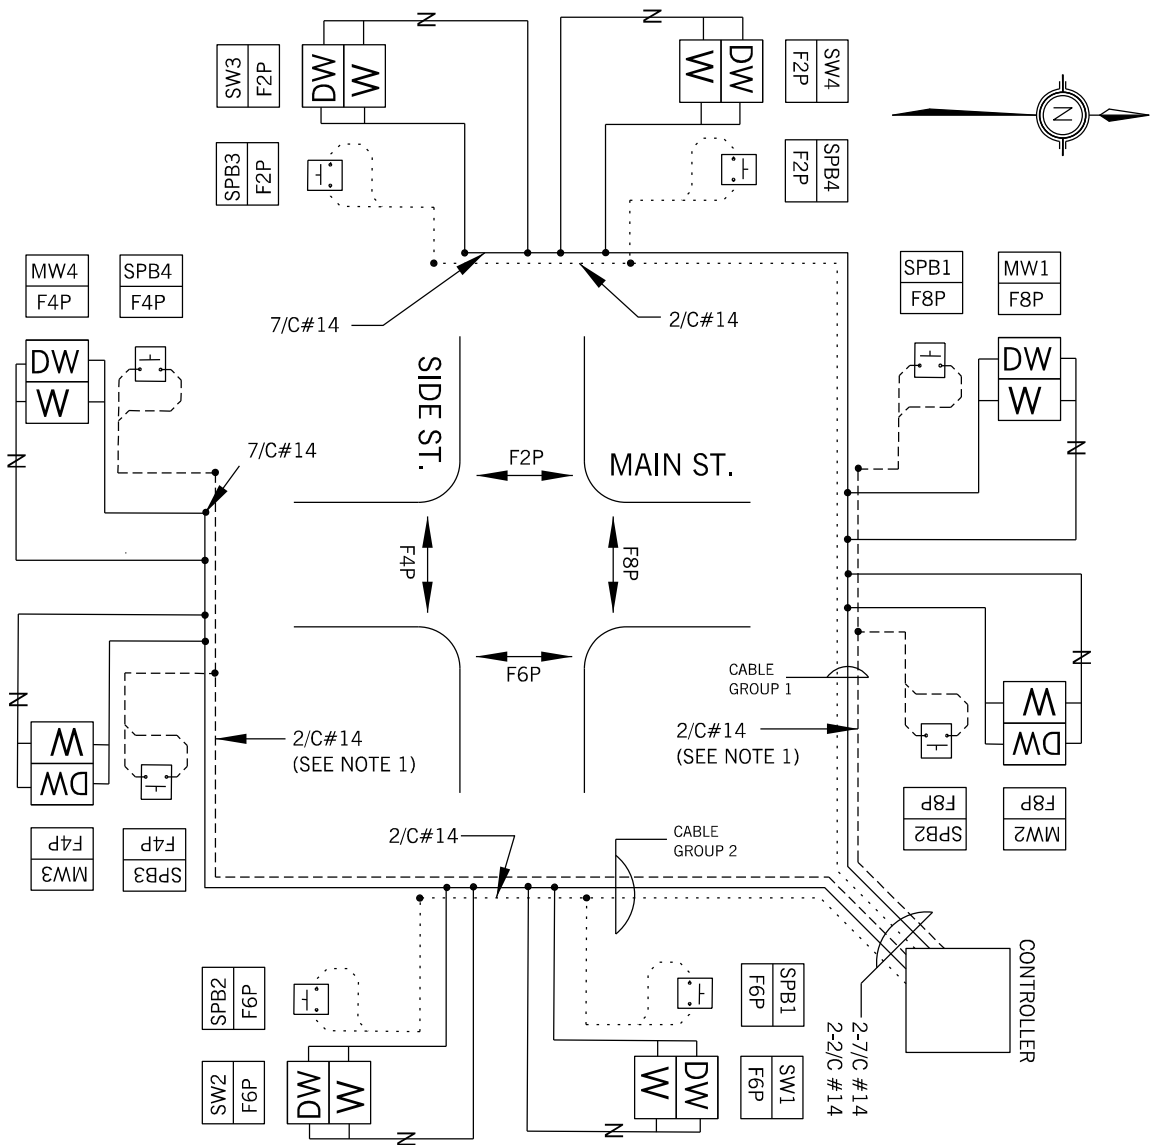 N
N
SW3
F2P
DW
W
W
DW
F2P
SW4
N
SPB3
F2P
F2P
SPB4
MW4
F4P
SPB4
F4P
SPB1
F8P
MW1
F8P
7/C#14
2/C#14
DW
W
DW
W
SIDE ST.
MAIN ST.
F2P
7/C#14
N
N
F4P
F8P
F6P
CABLE
GROUP 1
N
N
2/C#14
(SEE NOTE 1)
2/C#14
(SEE NOTE 1)
W
DW
W
DW
F4P
MW3
F4P
SPB3
F8P
SPB2
F8P
MW2
2/C#14
CABLE
GROUP 2
SPB2
F6P
F6P
SPB1
CONTROLLER
2-7/C #14
2-2/C #14
SW2
F6P
DW
W
W
DW
F6P
SW1
N
N